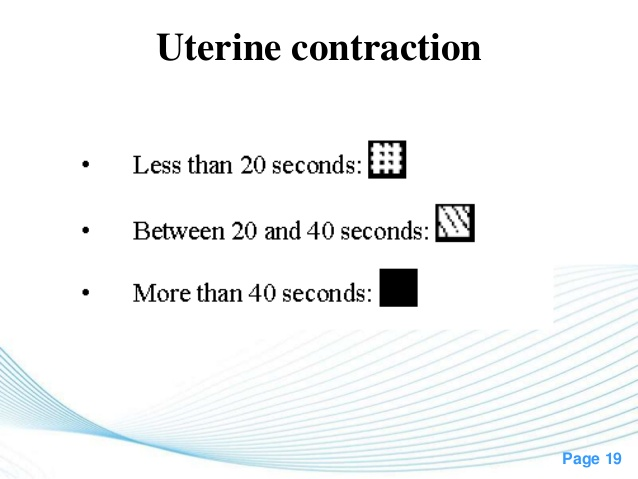 Uterine contraction
• Less than 20 seconds:
• Between 20 and 40 seconds:
• More than 40 seconds:
Page 19